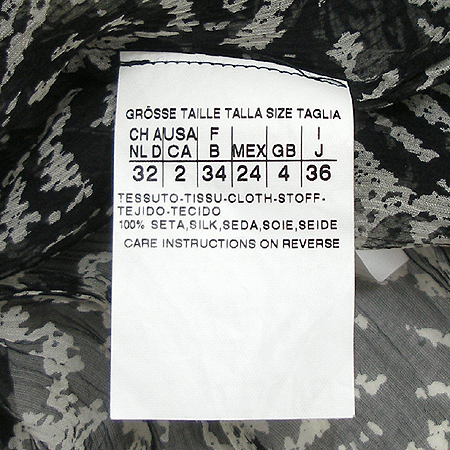 GRÖSSE TAILLE TALLA SIZE TAGLIA
CH A USA F I
NL D CA B MEX GB J
32 2 34 24 4 36
TESSUTO-TISSU-CLOTH-STOFF-
TEJIDO-TECIDO
100% SETA,SILK,SEDA,SOIE,SEIDE
CARE INSTRUCTIONS ON REVERSE